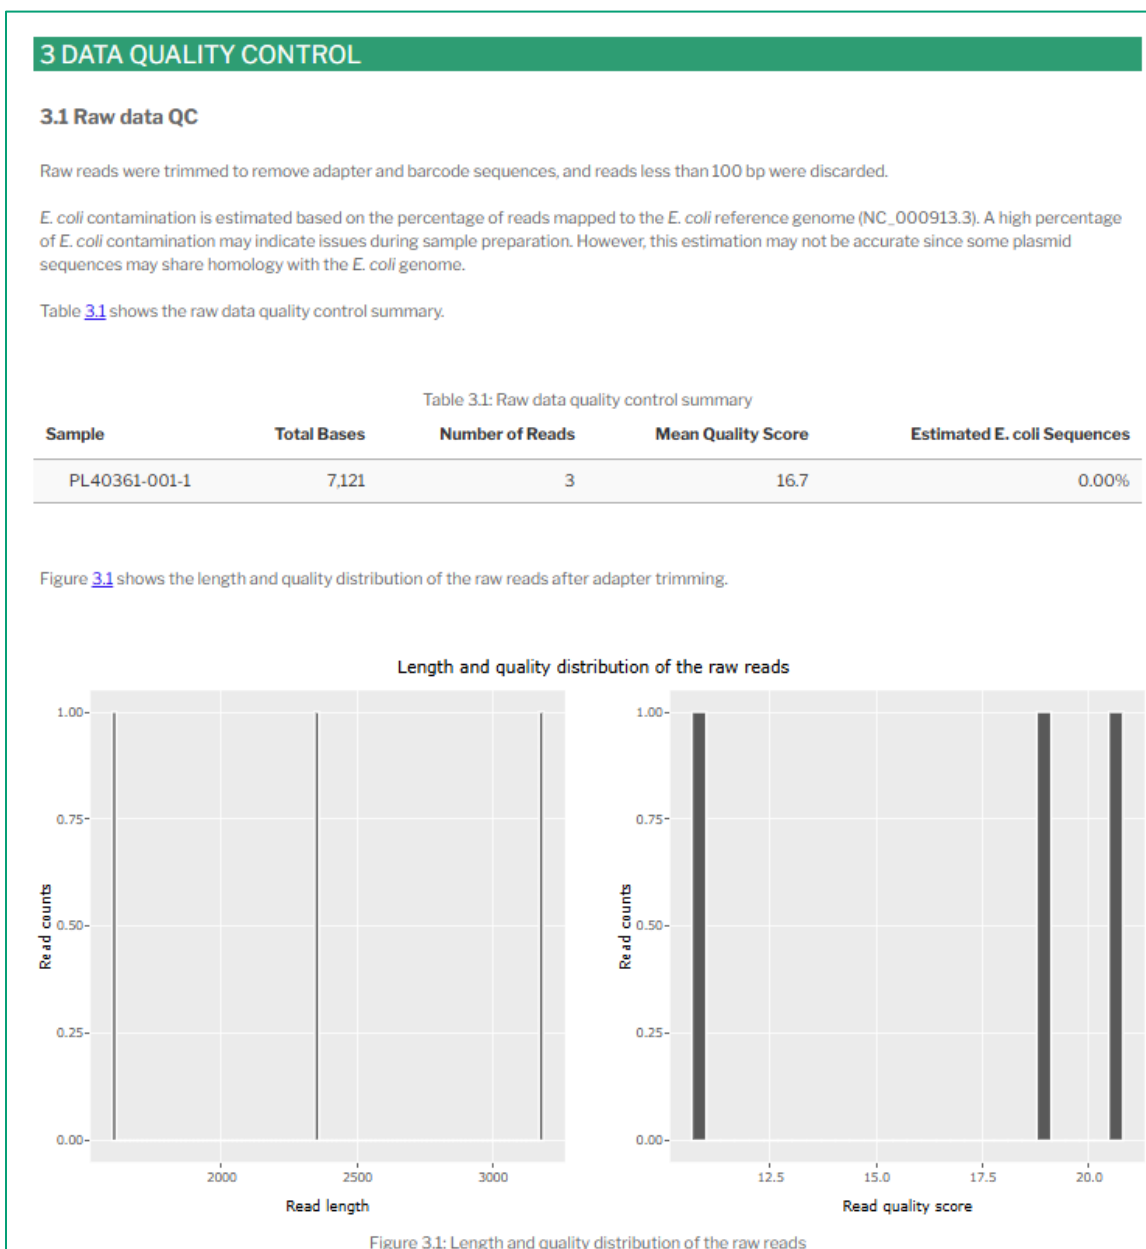 3 DATA QUALITY CONTROL
3.1 Raw data QC
Raw reads were trimmed to remove adapter and barcode sequences, and reads less than 100 bp were discarded.
E. coli contamination is estimated based on the percentage of reads mapped to the E. coli reference genome (NC_000913.3). A high percentage
of E. coli contamination may indicate issues during sample preparation. However, this estimation may not be accurate since some plasmid
sequences may share homology with the E. coli genome.
Table 3.1 shows the raw data quality control summary.
Table 3.1: Raw data quality control summary
Sample Total Bases Number of Reads Mean Quality Score Estimated E. coli Sequences
PL40361-001-1 7,121 3 16.7 0.00%
Figure 3.1 shows the length and quality distribution of the raw reads after adapter trimming.
Length and quality distribution of the raw reads
1.00
0.75
0.50
0.25
0.00
Read counts
2000 2500 3000
Read length
1.00
0.75
0.50
0.25
0.00
Read counts
12.5 15.0 17.5 20.0
Read quality score
Figure 3.1: Length and quality distribution of the raw reads